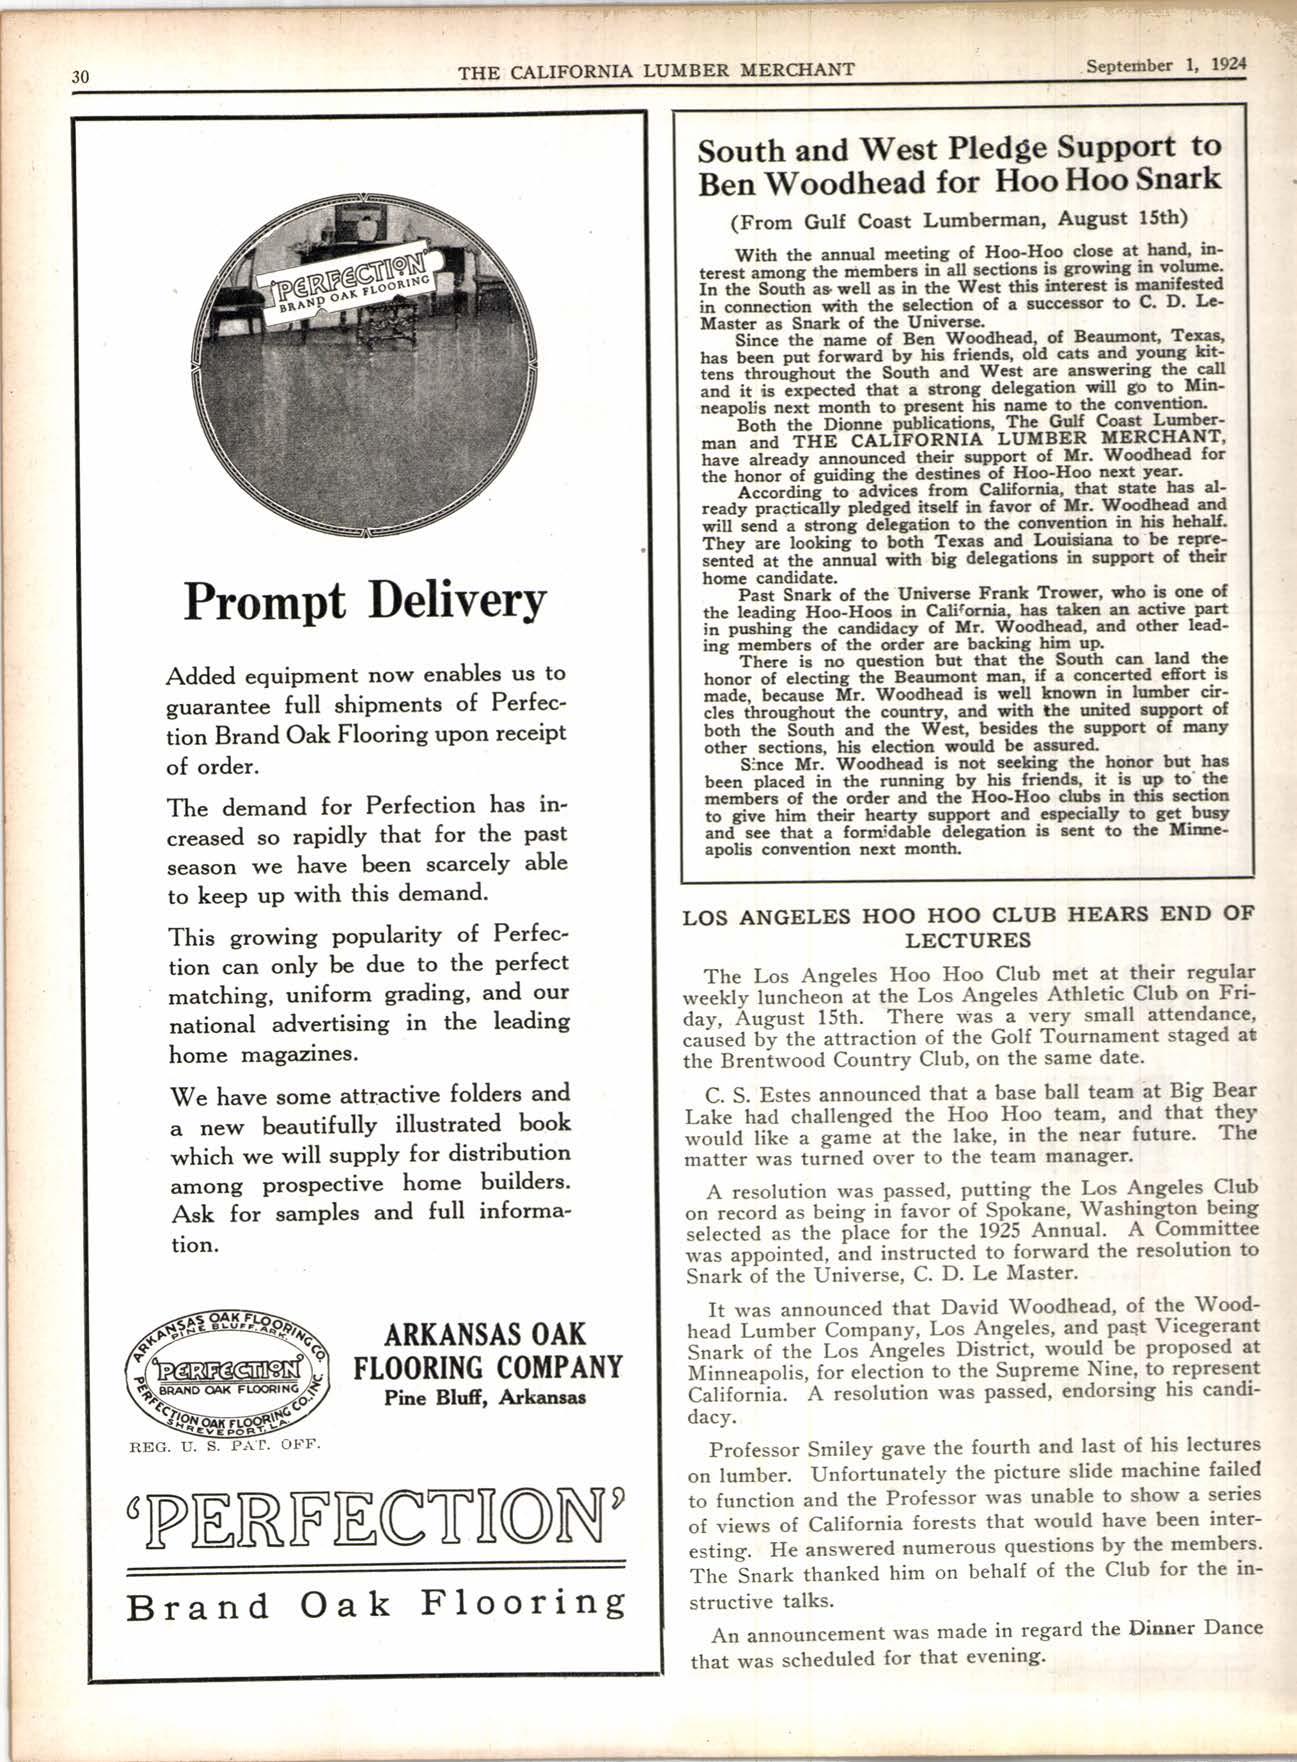 30
THE CALIFORNIA LUMBER MERCHANT
September 1, 1924
'PERFECTION'
BRAND OAK FLOORING
Prompt Delivery
Added equipment now enables us to
guarantee full shipments of Perfec-
tion Brand Oak Flooring upon receipt
of order.
The demand for Perfection has in-
creased so rapidly that for the past
season we have been scarcely able
to keep up with this demand.
This growing popularity of Perfec-
tion can only be due to the perfect
matching, uniform grading, and our
national advertising in the leading
home magazines.
We have some attractive folders and
a new beautifully illustrated book
which we will supply for distribution
among prospective home builders.
Ask for samples and full informa-
tion.
ARKANSAS OAK FLOORING CO.
PINE BLUFF, ARK.
'PERFECTION'
BRAND OAK FLOORING
PERFECTION OAK FLOORING CO., INC.
SHREVEPORT, LA.
REG. U. S. PAT. OFF.
ARKANSAS OAK
FLOORING COMPANY
Pine Bluff, Arkansas
'PERFECTION'
Brand Oak Flooring
South and West Pledge Support to
Ben Woodhead for Hoo Hoo Snark
(From Gulf Coast Lumberman, August 15th)
With the annual meeting of Hoo-Hoo close at hand, in-
terest among the members in all sections is growing in volume.
In the South as well as in the West this interest is manifested
in connection with the selection of a successor to C. D. Le-
Master as Snark of the Universe.
Since the name of Ben Woodhead, of Beaumont, Texas,
has been put forward by his friends, old cats and young kit-
tens throughout the South and West are answering the call
and it is expected that a strong delegation will go to Min-
neapolis next month to present his name to the convention.
Both the Dionne publications, The Gulf Coast Lumber-
man and THE CALIFORNIA LUMBER MERCHANT,
have already announced their support of Mr. Woodhead for
the honor of guiding the destines of Hoo-Hoo next year.
According to advices from California, that state has al-
ready practically pledged itself in favor of Mr. Woodhead and
will send a strong delegation to the convention in his hehalf.
They are looking to both Texas and Louisiana to be repre-
sented at the annual with big delegations in support of their
home candidate.
Past Snark of the Universe Frank Trower, who is one of
the leading Hoo-Hoos in California, has taken an active part
in pushing the candidacy of Mr. Woodhead, and other lead-
ing members of the order are backing him up.
There is no question but that the South can land the
honor of electing the Beaumont man, if a concerted effort is
made, because Mr. Woodhead is well known in lumber cir-
cles throughout the country, and with the united support of
both the South and the West, besides the support of many
other sections, his election would be assured.
Since Mr. Woodhead is not seeking the honor but has
been placed in the running by his friends, it is up to the
members of the order and the Hoo-Hoo clubs in this section
to give him their hearty support and especially to get busy
and see that a formidable delegation is sent to the Minne-
apolis convention next month.
LOS ANGELES HOO HOO CLUB HEARS END OF
LECTURES
The Los Angeles Hoo Hoo Club met at their regular
weekly luncheon at the Los Angeles Athletic Club on Fri-
day, August 15th. There was a very small attendance,
caused by the attraction of the Golf Tournament staged at
the Brentwood Country Club, on the same date.
C. S. Estes announced that a base ball team at Big Bear
Lake had challenged the Hoo Hoo team, and that they
would like a game at the lake, in the near future. The
matter was turned over to the team manager.
A resolution was passed, putting the Los Angeles Club
on record as being in favor of Spokane, Washington being
selected as the place for the 1925 Annual. A Committee
was appointed, and instructed to forward the resolution to
Snark of the Universe, C. D. Le Master.
It was announced that David Woodhead, of the Wood-
head Lumber Company, Los Angeles, and past Vicegerant
Snark of the Los Angeles District, would be proposed at
Minneapolis, for election to the Supreme Nine, to represent
California. A resolution was passed, endorsing his candi-
dacy.
Professor Smiley gave the fourth and last of his lectures
on lumber. Unfortunately the picture slide machine failed
to function and the Professor was unable to show a series
of views of California forests that would have been inter-
esting. He answered numerous questions by the members.
The Snark thanked him on behalf of the Club for the in-
structive talks.
An announcement was made in regard the Dinner Dance
that was scheduled for that evening.